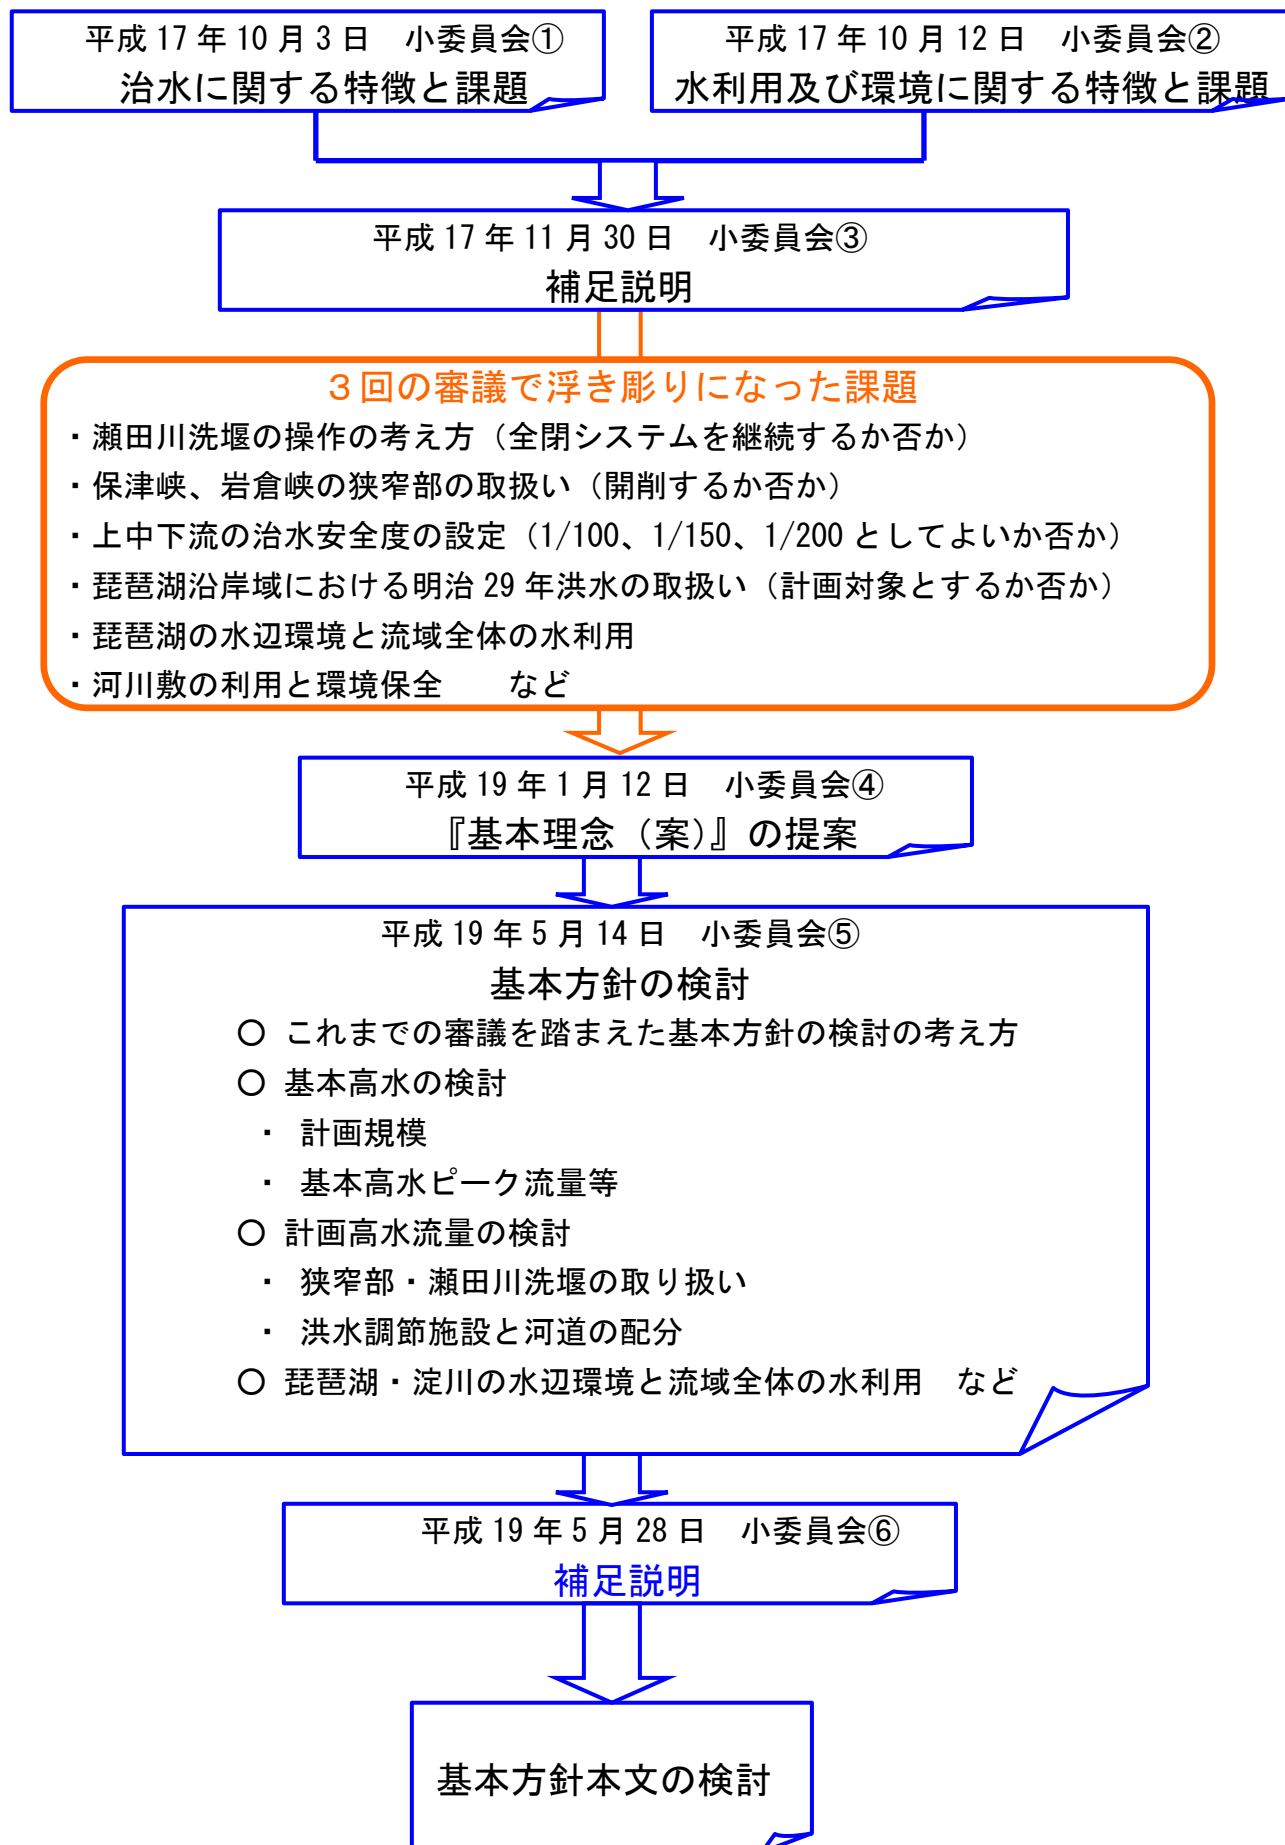 平成 17 年 10 月 3 日　小委員会①
治水に関する特徴と課題
平成 17 年 10 月 12 日　小委員会②
水利用及び環境に関する特徴と課題
平成 17 年 11 月 30 日　小委員会③
補足説明
３回の審議で浮き彫りになった課題
・瀬田川洗堰の操作の考え方（全閉システムを継続するか否か）
・保津峡、岩倉峡の狭窄部の取扱い（開削するか否か）
・上中下流の治水安全度の設定（1/100、1/150、1/200 としてよいか否か）
・琵琶湖沿岸域における明治 29 年洪水の取扱い（計画対象とするか否か）
・琵琶湖の水辺環境と流域全体の水利用
・河川敷の利用と環境保全　　など
平成 19 年 1 月 12 日　小委員会④
『基本理念（案）』の提案
平成 19 年 5 月 14 日　小委員会⑤
基本方針の検討
〇 これまでの審議を踏まえた基本方針の検討の考え方
〇 基本高水の検討
・ 計画規模
・ 基本高水ピーク流量等
〇 計画高水流量の検討
・ 狭窄部・瀬田川洗堰の取り扱い
・ 洪水調節施設と河道の配分
〇 琵琶湖・淀川の水辺環境と流域全体の水利用　など
平成 19 年 5 月 28 日　小委員会⑥
補足説明
基本方針本文の検討